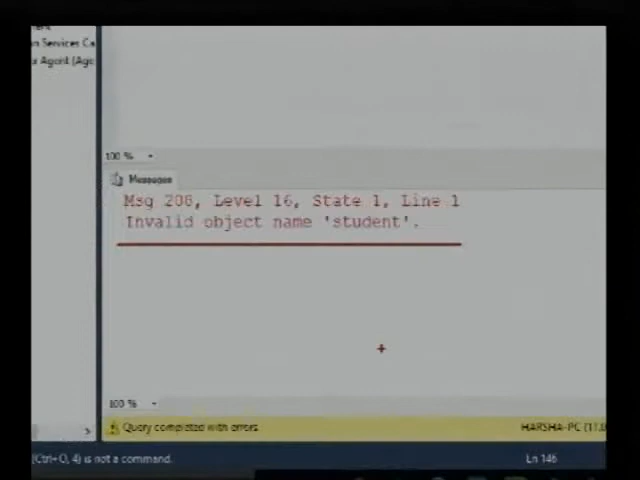 n Services Ca
Agent (Age
100 %
Messages
Msg 208, Level 16, State 1, Line 1
Invalid object name 'student'.
100 %
Query completed with errors.
HARSHA-PC (11.0
(Ctrl+O, 4) is not a command.
Ln 146